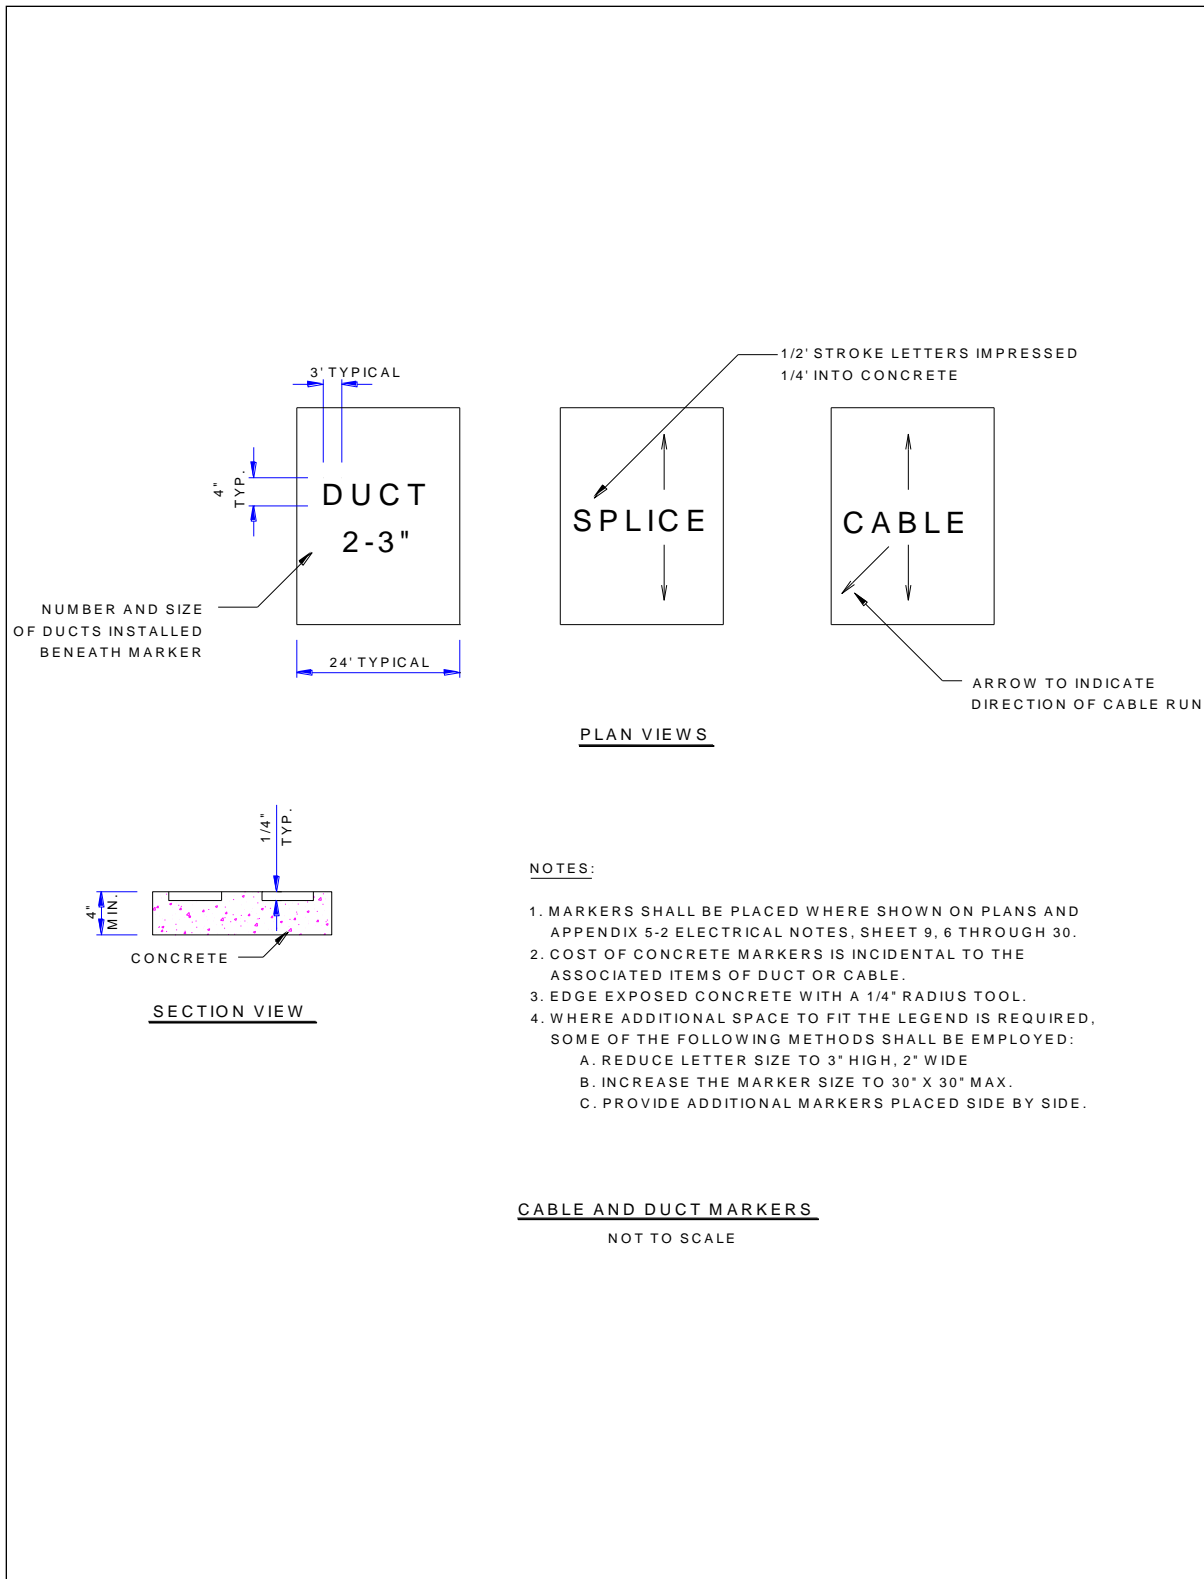 3' TYPICAL
4"
TYP.
DUCT
2-3"
NUMBER AND SIZE
OF DUCTS INSTALLED
BENEATH MARKER
24' TYPICAL
1/2' STROKE LETTERS IMPRESSED
1/4' INTO CONCRETE
SPLICE
CABLE
ARROW TO INDICATE
DIRECTION OF CABLE RUN
PLAN VIEWS
1/4"
TYP.
4"
MIN.
CONCRETE
SECTION VIEW
NOTES:
1. MARKERS SHALL BE PLACED WHERE SHOWN ON PLANS AND
APPENDIX 5-2 ELECTRICAL NOTES, SHEET 9, 6 THROUGH 30.
2. COST OF CONCRETE MARKERS IS INCIDENTAL TO THE
ASSOCIATED ITEMS OF DUCT OR CABLE.
3. EDGE EXPOSED CONCRETE WITH A 1/4" RADIUS TOOL.
4. WHERE ADDITIONAL SPACE TO FIT THE LEGEND IS REQUIRED,
SOME OF THE FOLLOWING METHODS SHALL BE EMPLOYED:
A. REDUCE LETTER SIZE TO 3" HIGH, 2" WIDE
B. INCREASE THE MARKER SIZE TO 30" X 30" MAX.
C. PROVIDE ADDITIONAL MARKERS PLACED SIDE BY SIDE.
CABLE AND DUCT MARKERS
NOT TO SCALE